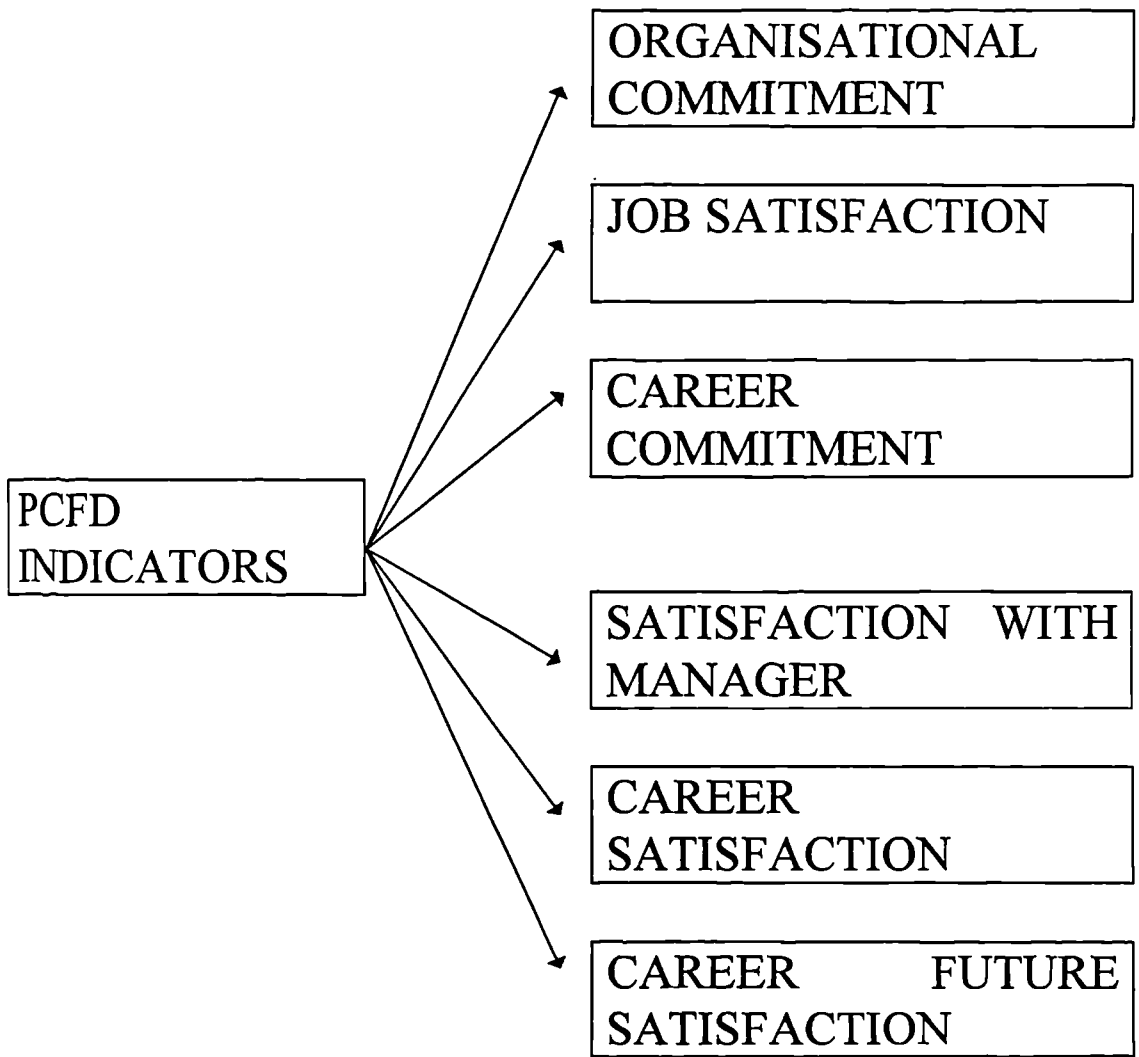 ORGANISATIONAL
COMMITMENT
JOB SATISFACTION
CAREER
COMMITMENT
PCFD
INDICATORS
SATISFACTION WITH
MANAGER
CAREER
SATISFACTION
CAREER FUTURE
SATISFACTION